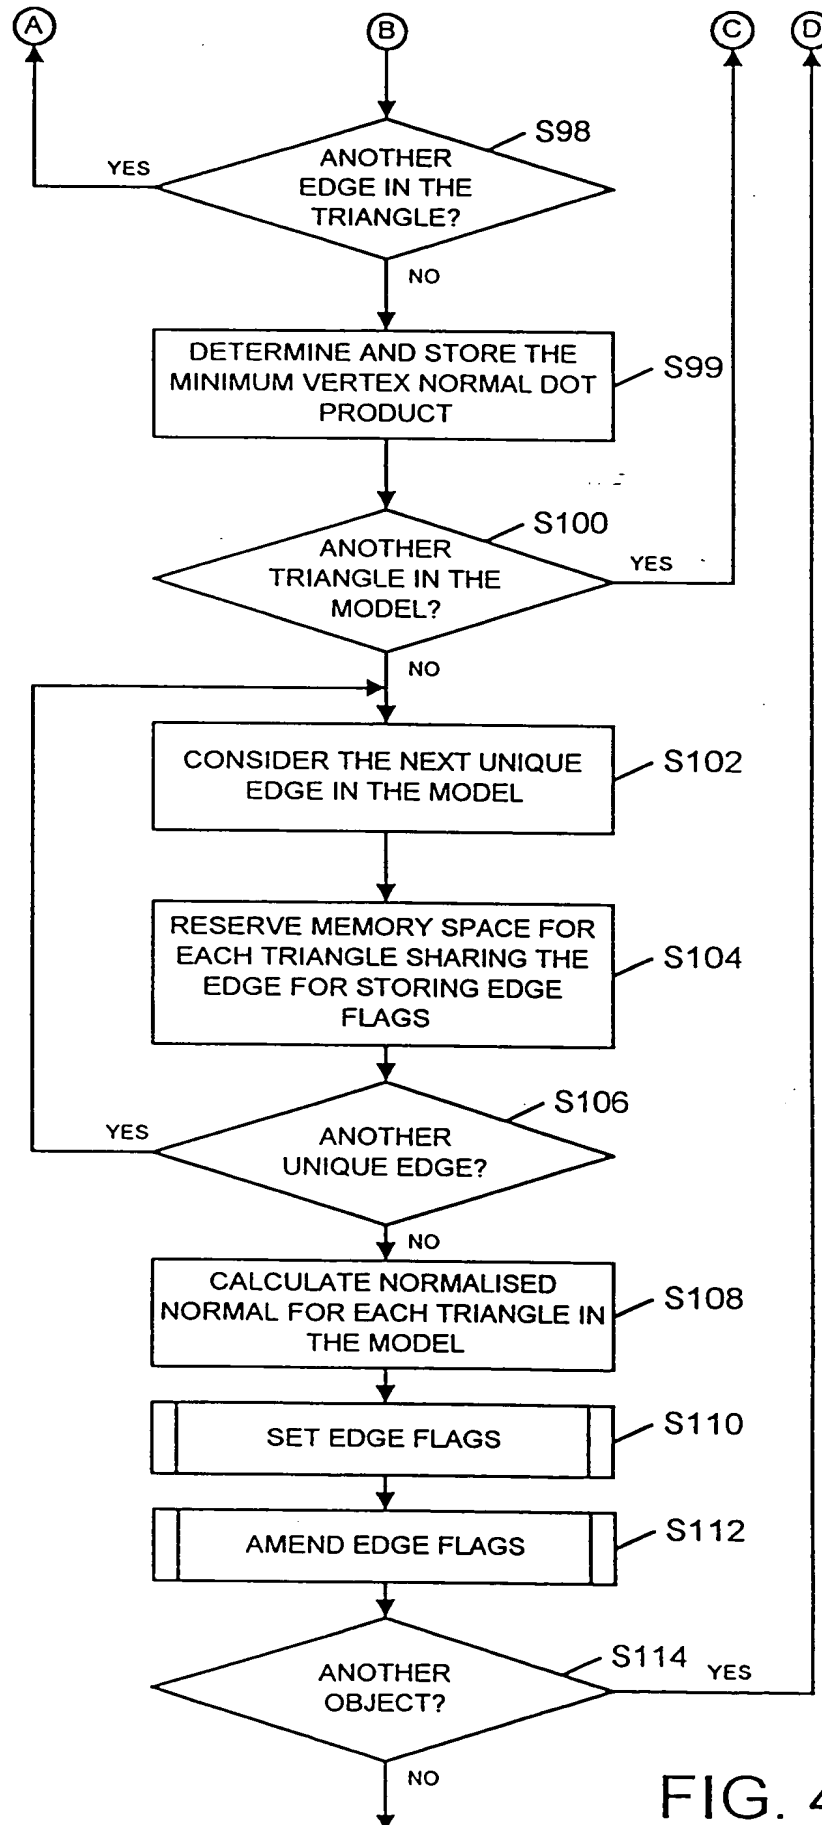 A
B
C
D
S98
ANOTHER
EDGE IN THE
TRIANGLE?
YES
NO
DETERMINE AND STORE THE
MINIMUM VERTEX NORMAL DOT
PRODUCT
S99
S100
ANOTHER
TRIANGLE IN THE
MODEL?
YES
NO
CONSIDER THE NEXT UNIQUE
EDGE IN THE MODEL
S102
RESERVE MEMORY SPACE FOR
EACH TRIANGLE SHARING THE
EDGE FOR STORING EDGE
FLAGS
S104
S106
ANOTHER
UNIQUE EDGE?
YES
NO
CALCULATE NORMALISED
NORMAL FOR EACH TRIANGLE IN
THE MODEL
S108
SET EDGE FLAGS
S110
AMEND EDGE FLAGS
S112
S114
ANOTHER
OBJECT?
YES
NO
FIG. 4